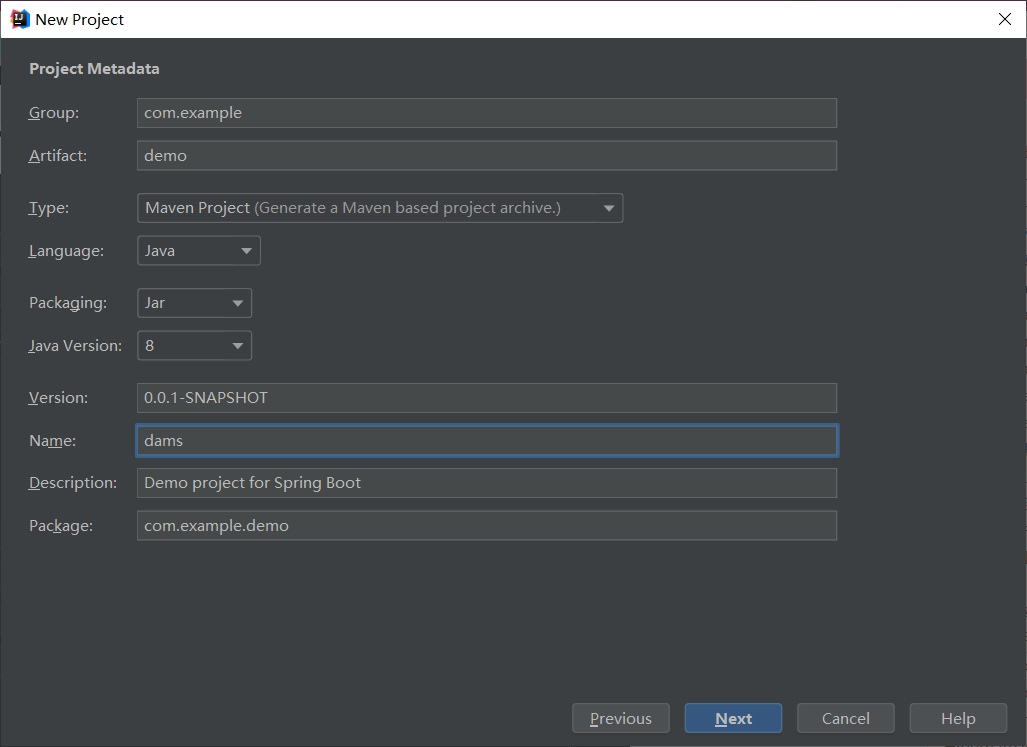 New Project
Project Metadata
Group: com.example
Artifact: demo
Type: Maven Project (Generate a Maven based project archive.)
Language: Java
Packaging: Jar
Java Version: 8
Version: 0.0.1-SNAPSHOT
Name: dams
Description: Demo project for Spring Boot
Package: com.example.demo
Previous Next Cancel Help